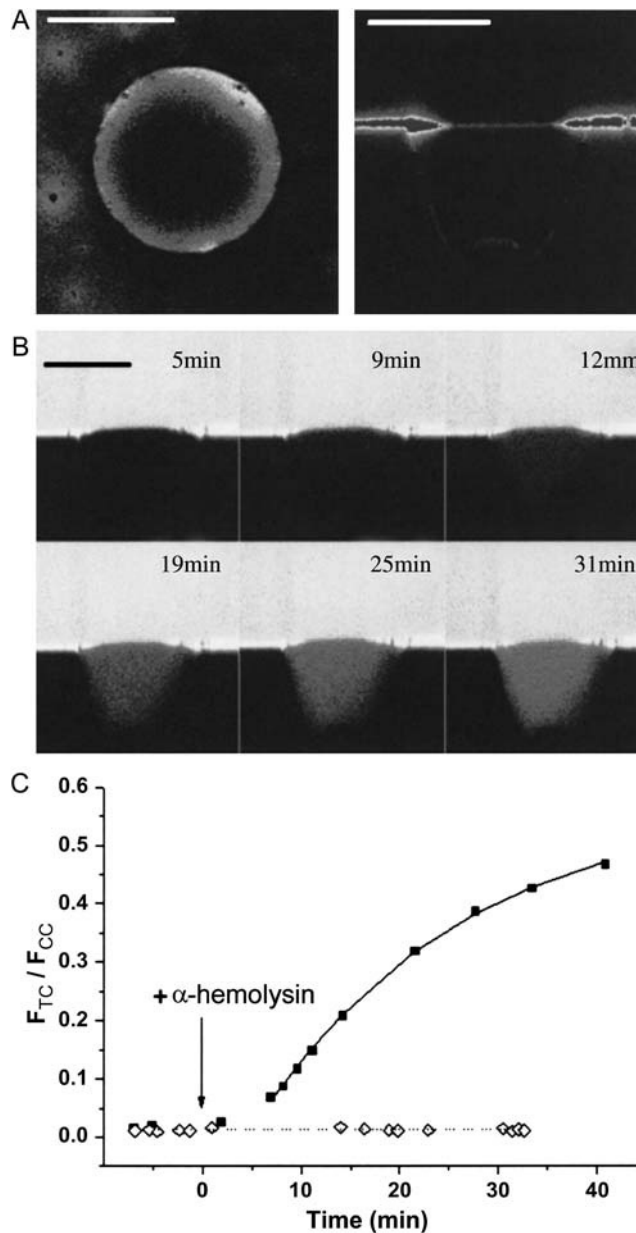 A
B
5min 9min 12mm
19min 25min 31min
C
0.6
0.5
0.4
0.3
0.2
0.1
0.0
F_TC / F_CC
+ α-hemolysin
0 10 20 30 40
Time (min)